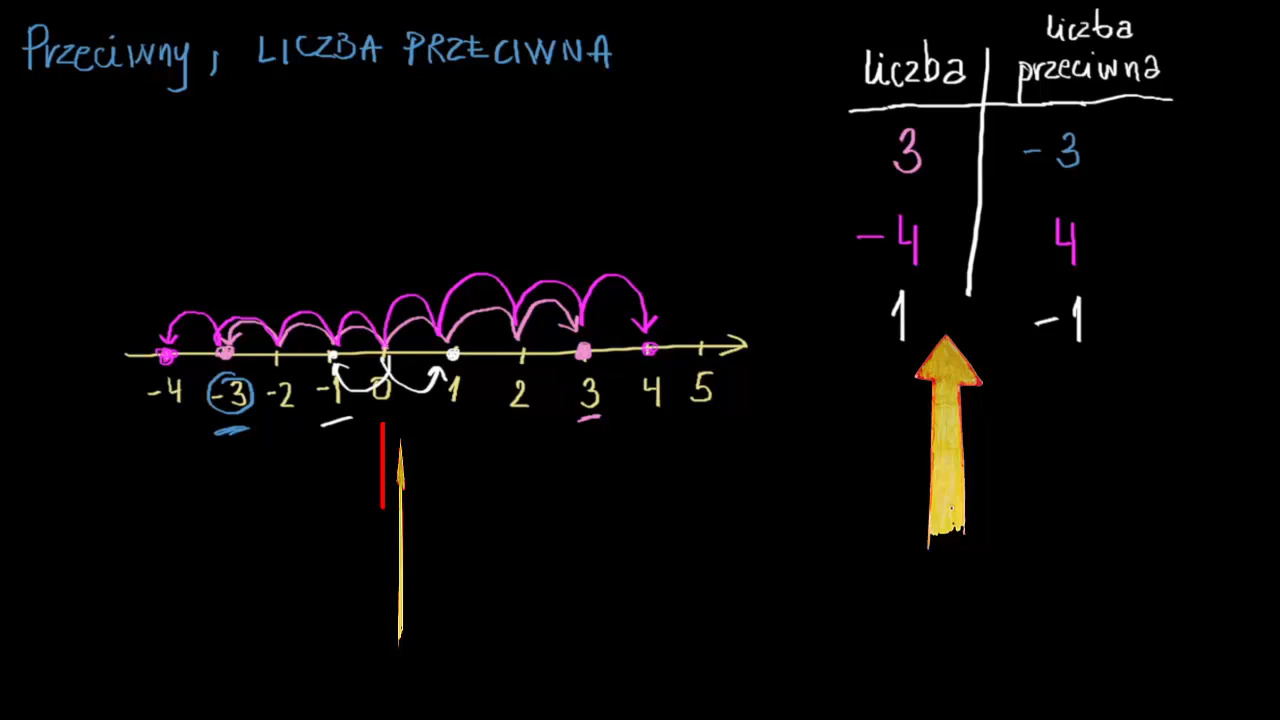 Przeciwny, LICZBA PRZECIWNA
liczba
liczba przeciwna
3 -3
-4 4
1 -1
-4 -3 -2 -1 0 1 2 3 4 5